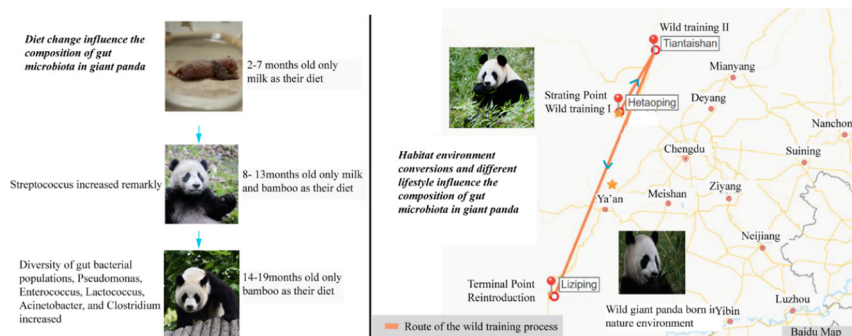 Diet change influence the
composition of gut
microbiota in giant panda
2-7 months old only
milk as their diet
Streptococcus increased remarkly
8- 13months old only milk
and bamboo as their diet
Diversity of gut bacterial
populations, Pseudomonas,
Enterococcus, Lactococcus,
Acinetobacter, and Clostridium
increased
14-19months old only
bamboo as their diet
Wild training II
Tiantaishan
Mianyang
Strating Point
Wild training I
Hetaoping
Deyang
Nanchon
Chengdu
Suining
Habitat environment
conversions and different
lifestyle influence the
composition of gut
microbiota in giant panda
Ya'an
Meishan
Ziyang
Neijiang
Terminal Point
Reintroduction
Liziping
Wild giant panda born in
nature environment
Yibin
Luzhou
Route of the wild training process
Baidu Map